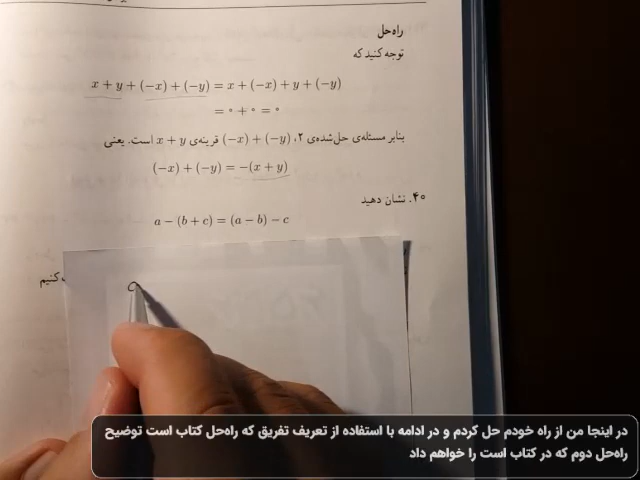 راه‌حل
توجه کنید که
x + y + (−x) + (−y) = x + (−x) + y + (−y)
= ۰ + ۰ = ۰
بنابر مسئله‌ی حل‌شده‌ی ۲، (−x) + (−y) قرینه‌ی x + y است. یعنی
(−x) + (−y) = −(x + y)
۴۰. نشان دهید
a − (b + c) = (a − b) − c
کنیم
در اینجا من از راه خودم حل کردم و در ادامه با استفاده از تعریف تفریق که راه‌حل کتاب است توضیح
راه‌حل دوم که در کتاب است را خواهم داد